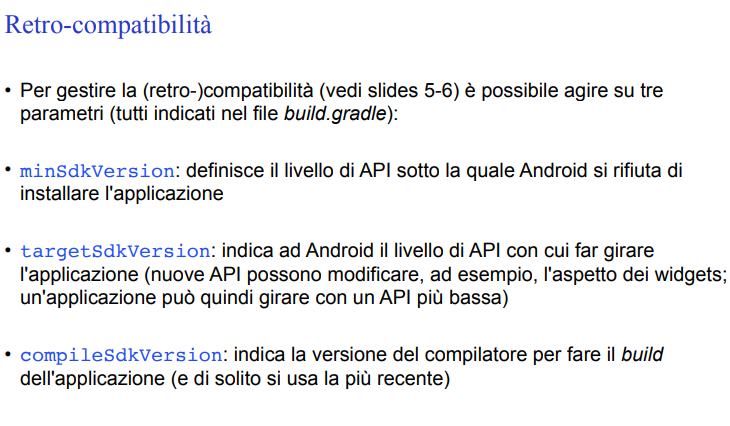 Retro-compatibilità
• Per gestire la (retro-)compatibilità (vedi slides 5-6) è possibile agire su tre
parametri (tutti indicati nel file build.gradle):
• minSdkVersion: definisce il livello di API sotto la quale Android si rifiuta di
installare l'applicazione
• targetSdkVersion: indica ad Android il livello di API con cui far girare
l'applicazione (nuove API possono modificare, ad esempio, l'aspetto dei widgets;
un'applicazione può quindi girare con un API più bassa)
• compileSdkVersion: indica la versione del compilatore per fare il build
dell'applicazione (e di solito si usa la più recente)